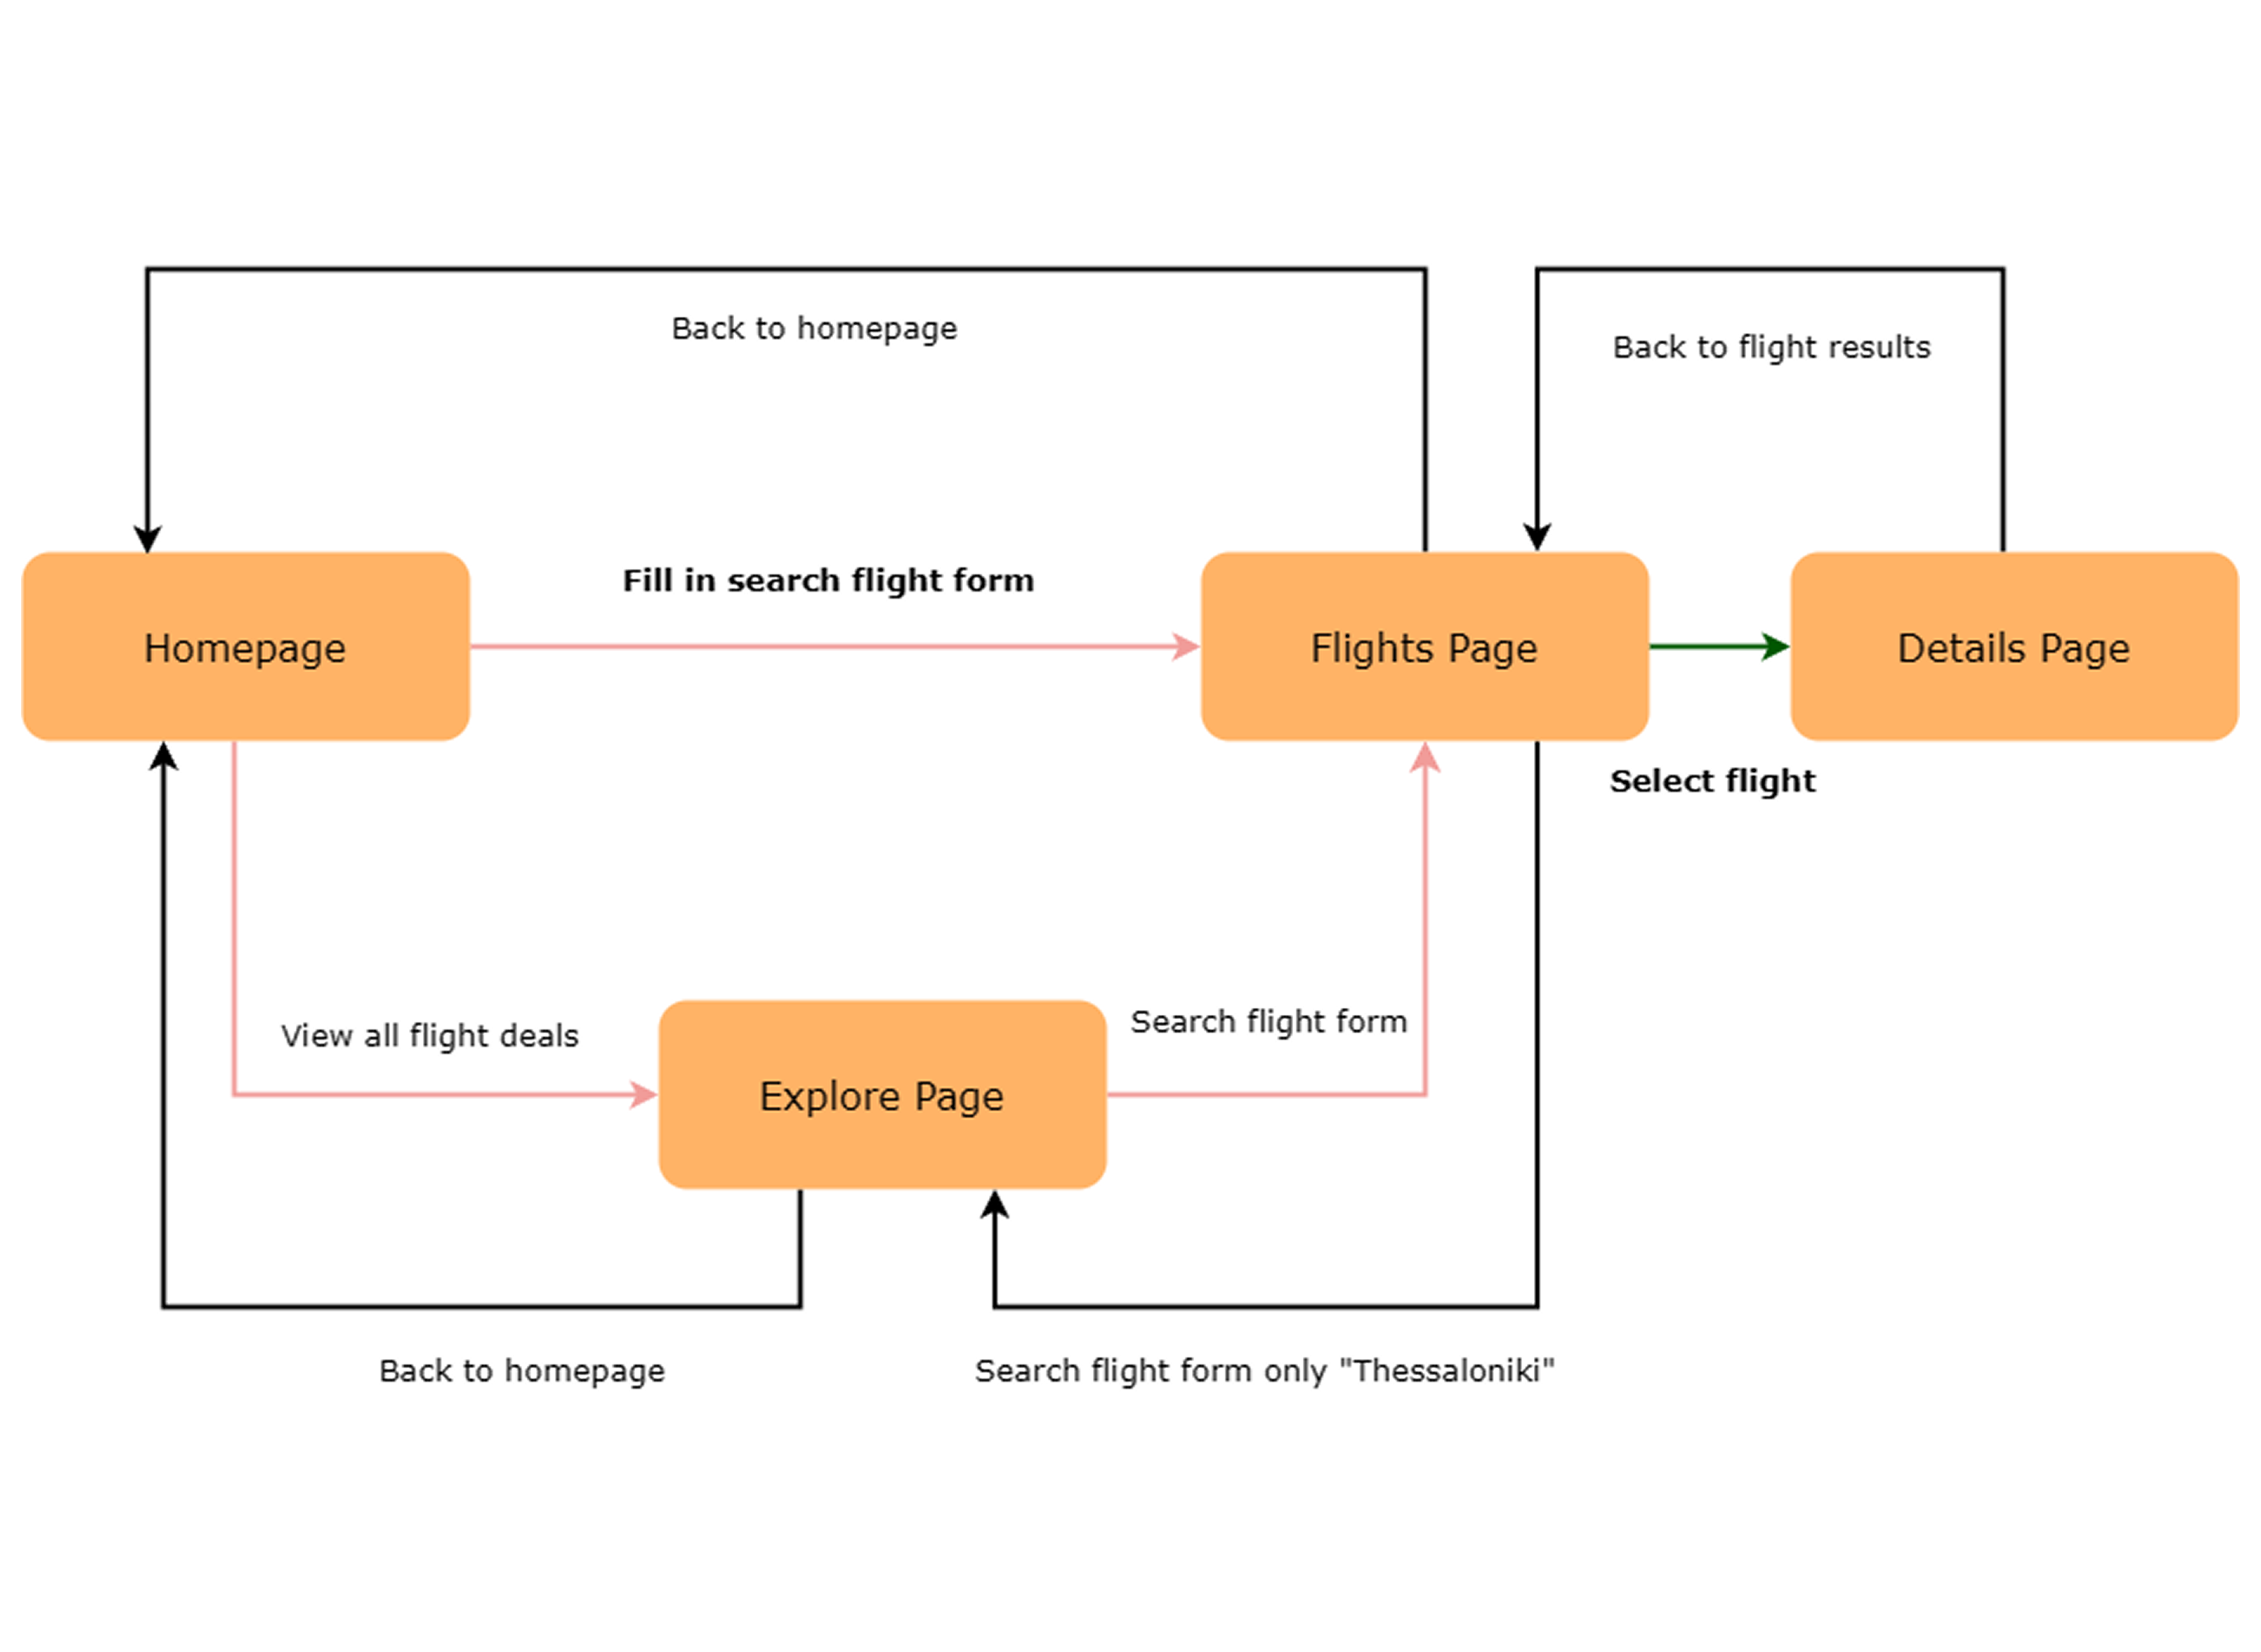 Back to homepage
Back to flight results
Fill in search flight form
Homepage
Flights Page
Details Page
Select flight
View all flight deals
Search flight form
Explore Page
Back to homepage
Search flight form only "Thessaloniki"